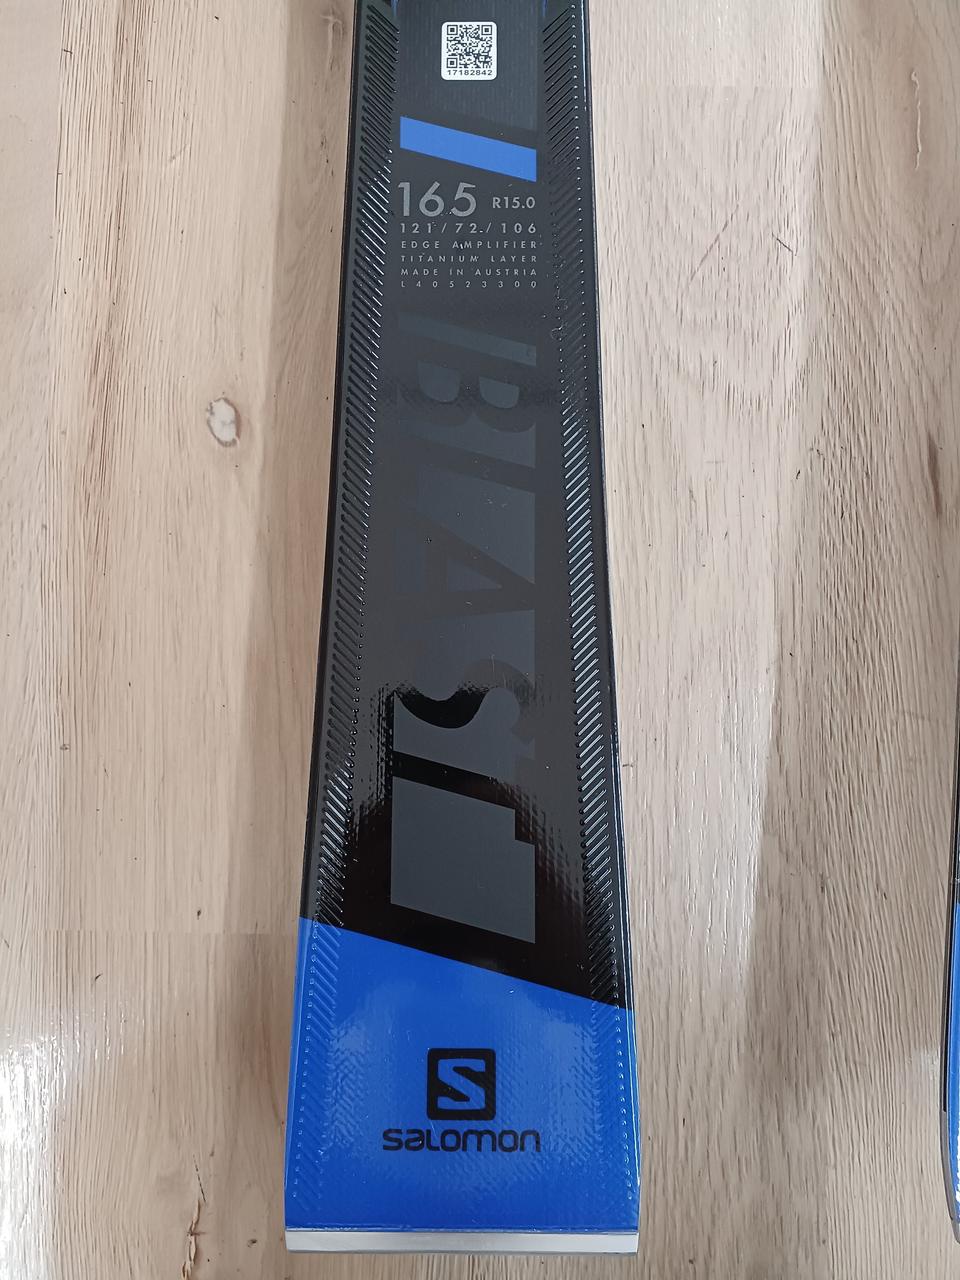 17182842
165 R15.0
121/72/106
EDGE AMPLIFIER
TITANIUM LAYER
MADE IN AUSTRIA
L40523300
BLAST
S
SALOMON